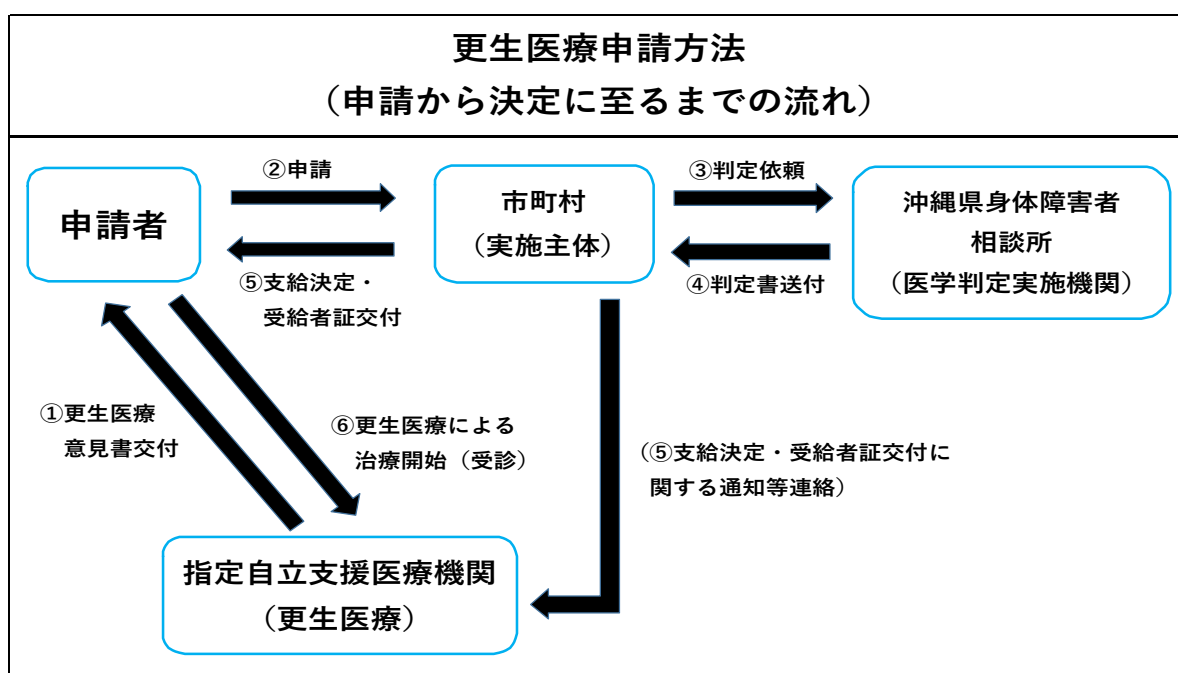 更生医療申請方法
（申請から決定に至るまでの流れ）
申請者
②申請
⑤支給決定・
受給者証交付
市町村
（実施主体）
③判定依頼
④判定書送付
沖縄県身体障害者
相談所
（医学判定実施機関）
①更生医療
意見書交付
⑥更生医療による
治療開始（受診）
（⑤支給決定・受給者証交付に
関する通知等連絡）
指定自立支援医療機関
（更生医療）